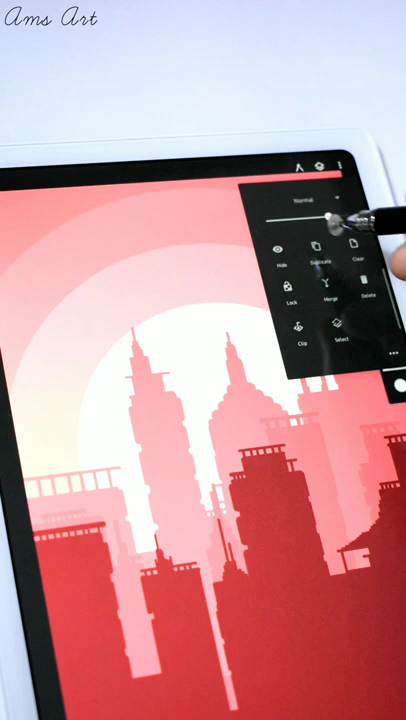 Ams Art
Normal
Hide
Duplicate
Clear
Lock
Merge
Delete
Clip
Select